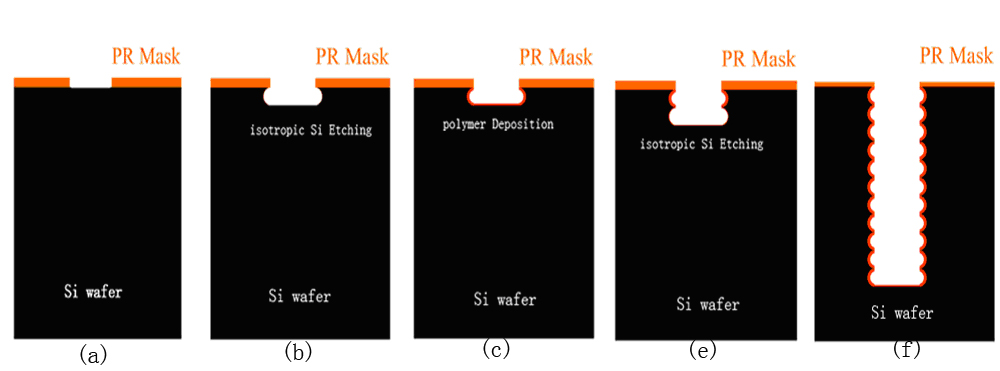 PR Mask
PR Mask
PR Mask
PR Mask
PR Mask
isotropic Si Etching
polymer Deposition
isotropic Si Etching
Si wafer
Si wafer
Si wafer
Si wafer
Si wafer
(a)
(b)
(c)
(e)
(f)